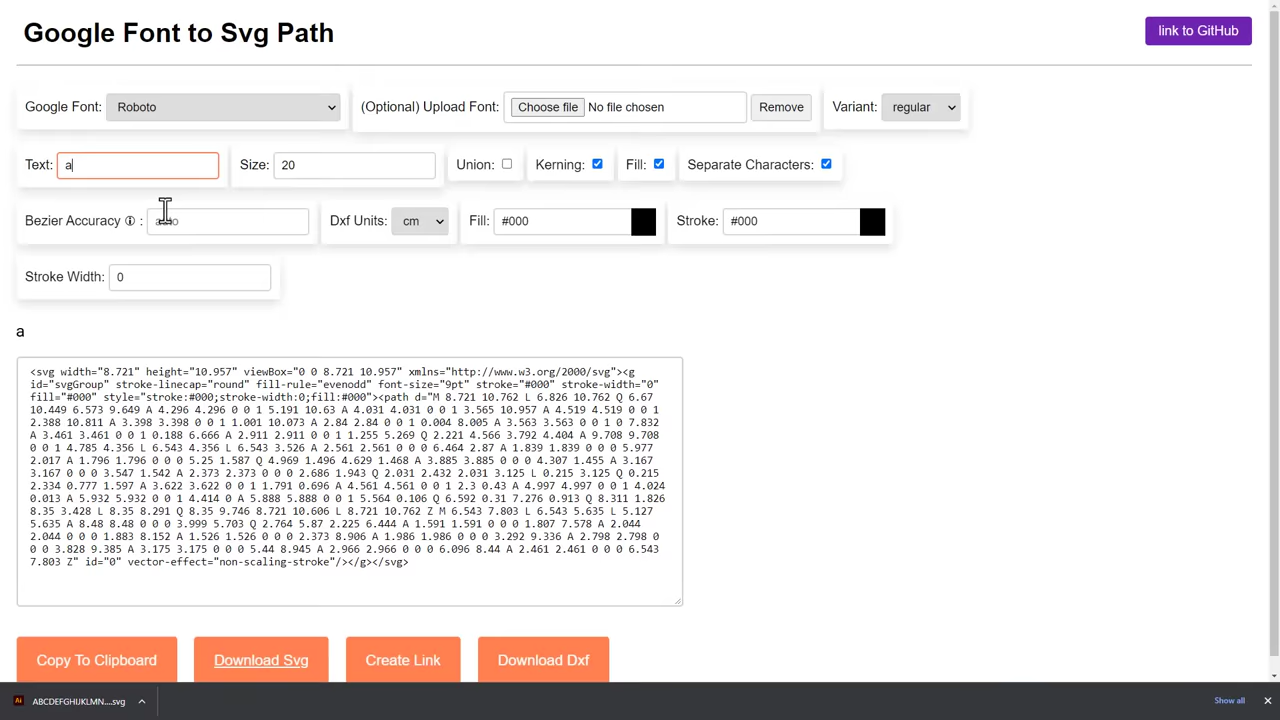 Google Font to Svg Path
link to GitHub
Google Font: Roboto (Optional) Upload Font: Choose file No file chosen Remove Variant: regular
Text: a Size: 20 Union: Kerning: Fill: Separate Characters:
Bezier Accuracy : auto Dxf Units: cm Fill: #000 Stroke: #000
Stroke Width: 0
a
<svg width="8.721" height="10.957" viewBox="0 0 8.721 10.957" xmlns="http://www.w3.org/2000/svg"><g
id="svgGroup" stroke-linecap="round" fill-rule="evenodd" font-size="9pt" stroke="#000" stroke-width="0"
fill="#000" style="stroke:#000;stroke-width:0;fill:#000"><path d="M 8.721 10.762 L 6.826 10.762 Q 6.67
10.449 6.573 9.649 A 4.296 4.296 0 0 1 5.191 10.63 A 4.031 4.031 0 0 1 3.565 10.957 A 4.519 4.519 0 0 1
2.388 10.811 A 3.398 3.398 0 0 1 1.001 10.073 A 2.84 2.84 0 0 1 0.004 8.005 A 3.563 3.563 0 0 1 0 7.832
A 3.461 3.461 0 0 1 0.188 6.666 A 2.911 2.911 0 0 1 1.255 5.269 Q 2.221 4.566 3.792 4.404 A 9.708 9.708
0 0 1 4.785 4.356 L 6.543 4.356 L 6.543 3.526 A 2.561 2.561 0 0 0 6.464 2.87 A 1.839 1.839 0 0 0 5.977
2.017 A 1.796 1.796 0 0 0 5.25 1.587 Q 4.969 1.496 4.629 1.468 A 3.885 3.885 0 0 0 4.307 1.455 A 3.167
3.167 0 0 0 3.547 1.542 A 2.373 2.373 0 0 0 2.686 1.943 Q 2.031 2.432 2.031 3.125 L 0.215 3.125 Q 0.215
2.334 0.777 1.597 A 3.622 3.622 0 0 1 1.791 0.696 A 4.561 4.561 0 0 1 2.3 0.43 A 4.997 4.997 0 0 1 4.024
0.013 A 5.932 5.932 0 0 1 4.414 0 A 5.888 5.888 0 0 1 5.564 0.106 Q 6.592 0.31 7.276 0.913 Q 8.311 1.826
8.35 3.428 L 8.35 8.291 Q 8.35 9.746 8.721 10.606 L 8.721 10.762 Z M 6.543 7.803 L 6.543 5.635 L 5.127
5.635 A 8.48 8.48 0 0 0 3.999 5.703 Q 2.764 5.87 2.225 6.444 A 1.591 1.591 0 0 0 1.807 7.578 A 2.044
2.044 0 0 0 1.883 8.152 A 1.526 1.526 0 0 0 2.373 8.906 A 1.986 1.986 0 0 0 3.292 9.336 A 2.798 2.798 0
0 0 3.828 9.385 A 3.175 3.175 0 0 0 5.44 8.945 A 2.966 2.966 0 0 0 6.096 8.44 A 2.461 2.461 0 0 0 6.543
7.803 Z" id="0" vector-effect="non-scaling-stroke"/></g></svg>
Copy To Clipboard Download Svg Create Link Download Dxf
Ai ABCDEFGHIJKLMN....svg Show all